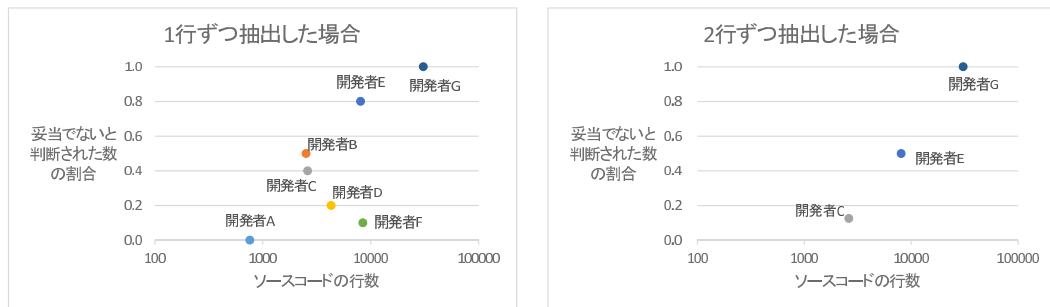 1行ずつ抽出した場合
1.0
0.8
0.6
0.4
0.2
0.0
妥当でないと
判断された数
の割合
開発者E
開発者G
開発者B
開発者C
開発者D
開発者A
開発者F
100
1000
10000
100000
ソースコードの行数
2行ずつ抽出した場合
1.0
0.8
0.6
0.4
0.2
0.0
妥当でないと
判断された数
の割合
開発者G
開発者E
開発者C
100
1000
10000
100000
ソースコードの行数